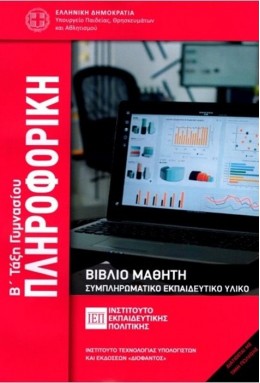 ΕΛΛΗΝΙΚΗ ΔΗΜΟΚΡΑΤΙΑ
Υπουργείο Παιδείας, Θρησκευμάτων
και Αθλητισμού
Β΄ Τάξη Γυμνασίου
ΠΛΗΡΟΦΟΡΙΚΗ
ΒΙΒΛΙΟ ΜΑΘΗΤΗ
ΣΥΜΠΛΗΡΩΜΑΤΙΚΟ ΕΚΠΑΙΔΕΥΤΙΚΟ ΥΛΙΚΟ
ΙΕΠ
ΙΝΣΤΙΤΟΥΤΟ
ΕΚΠΑΙΔΕΥΤΙΚΗΣ
ΠΟΛΙΤΙΚΗΣ
ΙΝΣΤΙΤΟΥΤΟ ΤΕΧΝΟΛΟΓΙΑΣ ΥΠΟΛΟΓΙΣΤΩΝ
ΚΑΙ ΕΚΔΟΣΕΩΝ «ΔΙΟΦΑΝΤΟΣ»